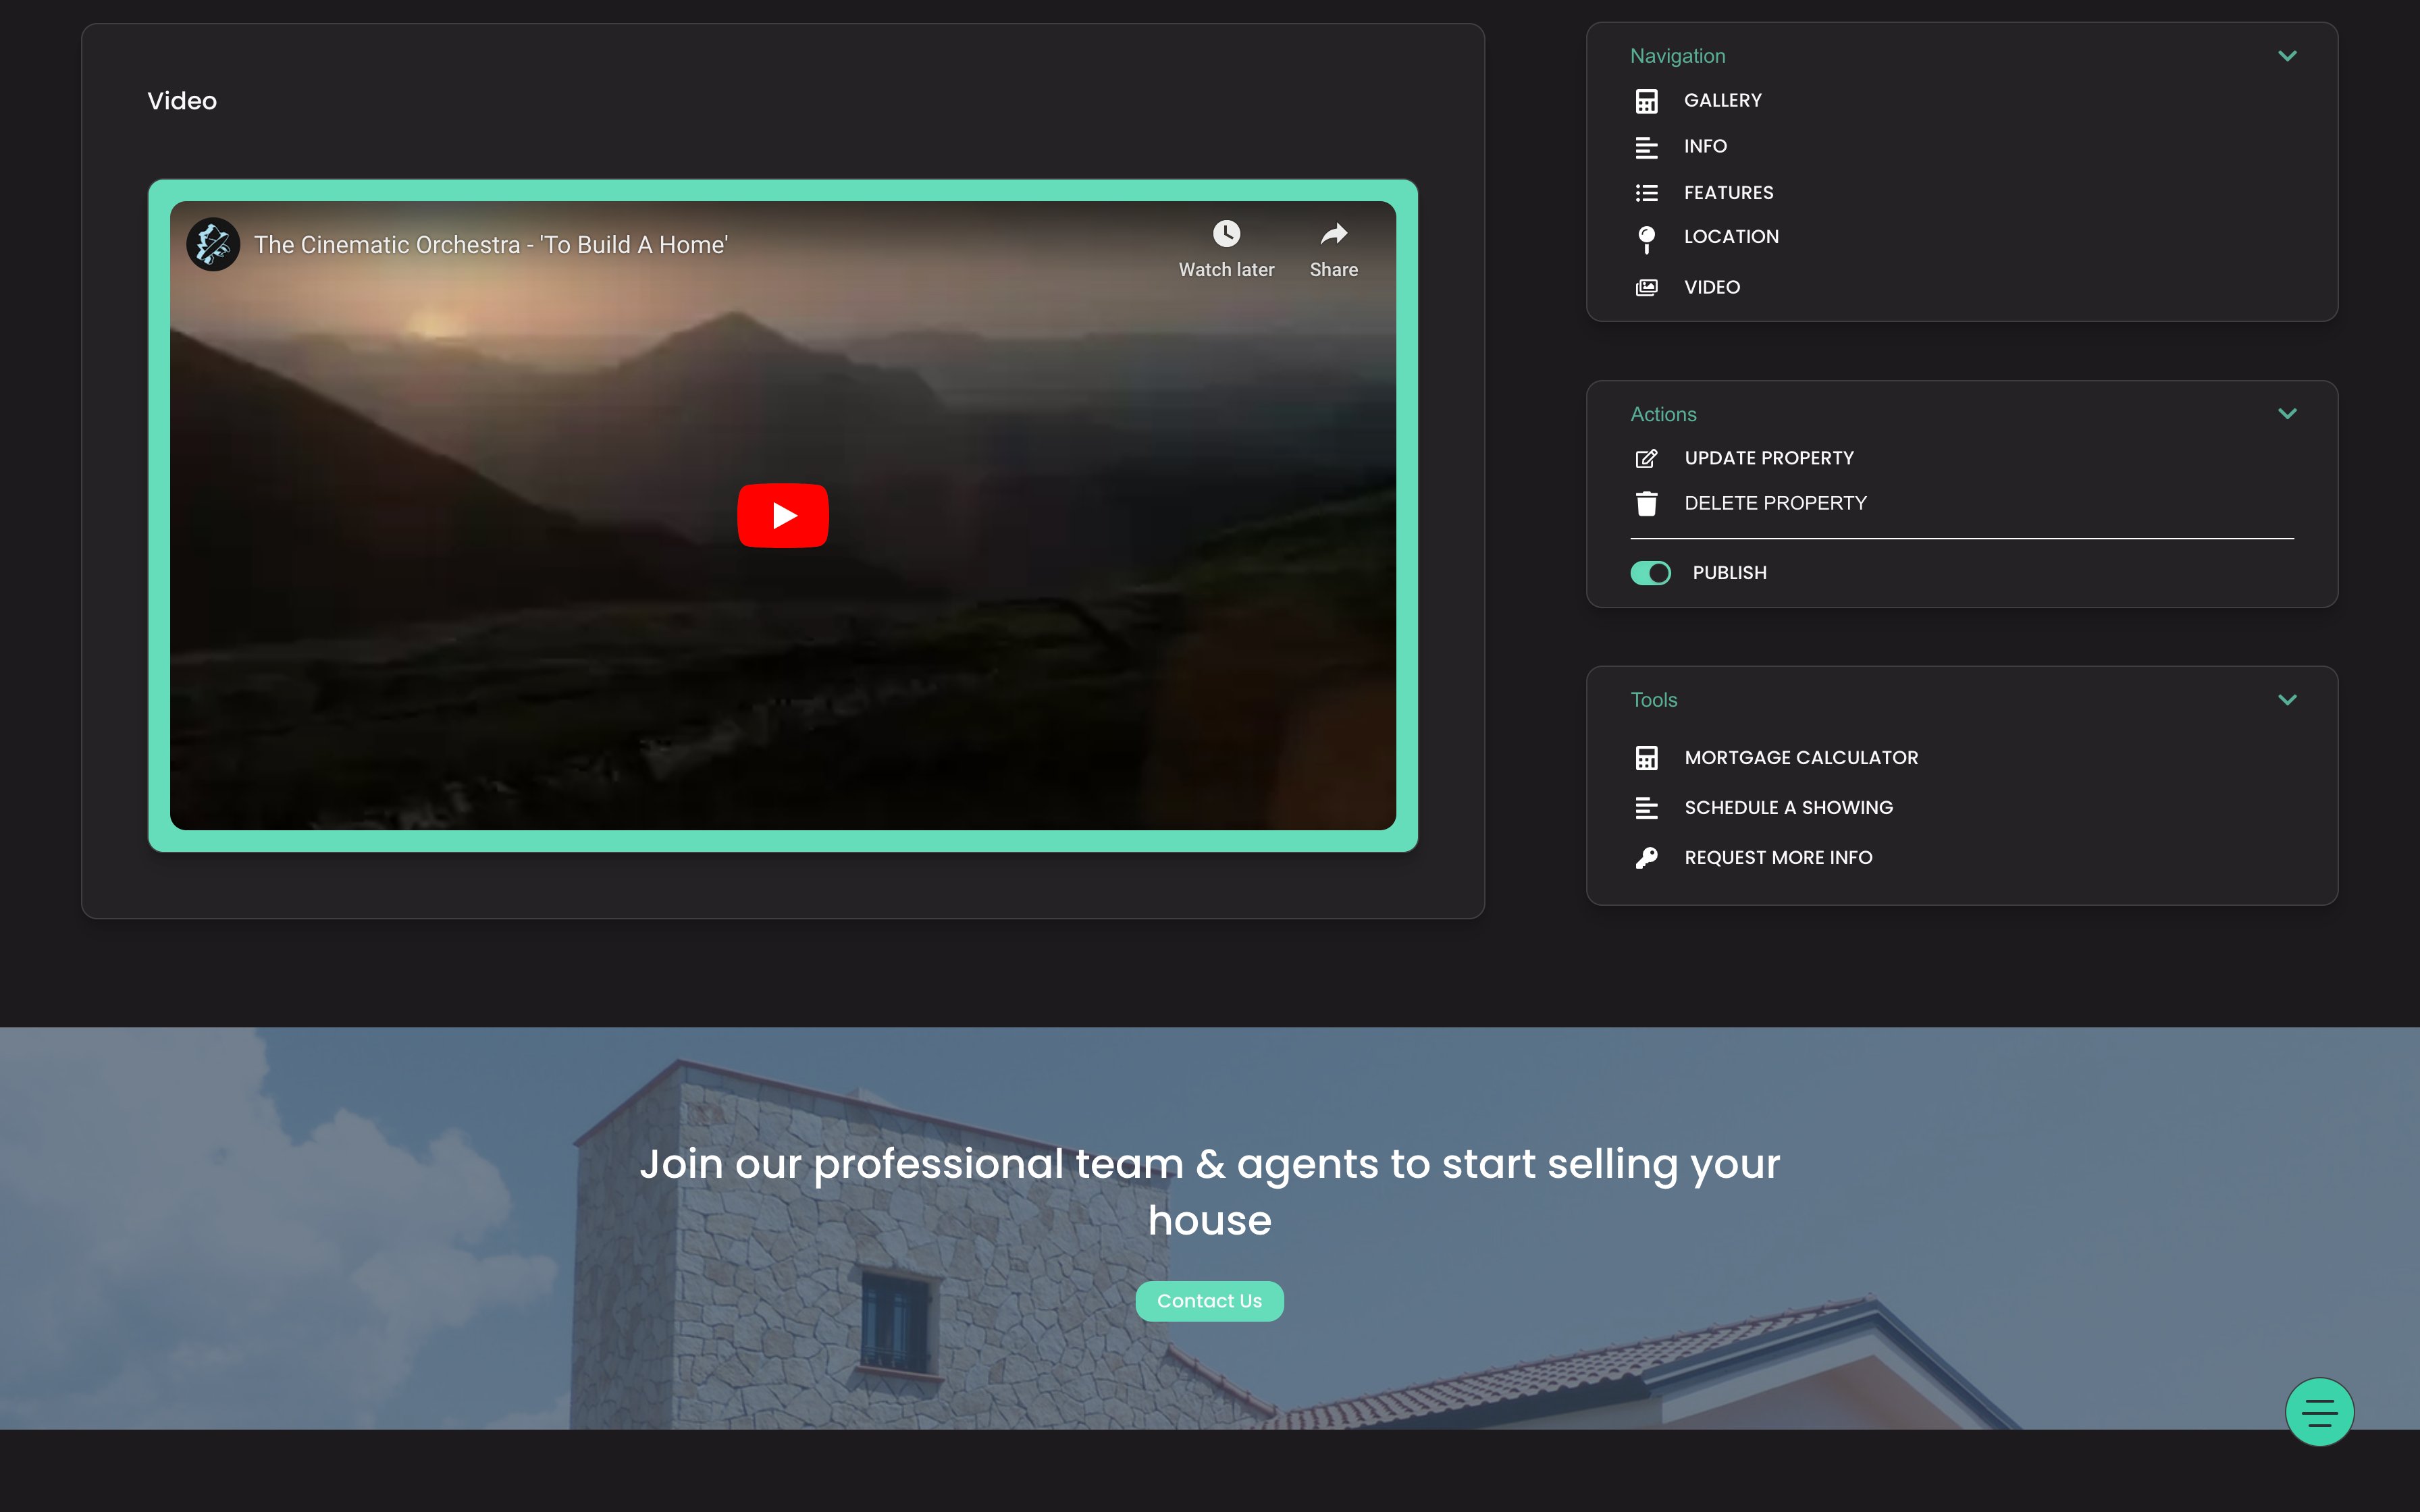 Video
The Cinematic Orchestra - 'To Build A Home'
Watch later
Share
Navigation
GALLERY
INFO
FEATURES
LOCATION
VIDEO
Actions
UPDATE PROPERTY
DELETE PROPERTY
PUBLISH
Tools
MORTGAGE CALCULATOR
SCHEDULE A SHOWING
REQUEST MORE INFO
Join our professional team & agents to start selling your
house
Contact Us